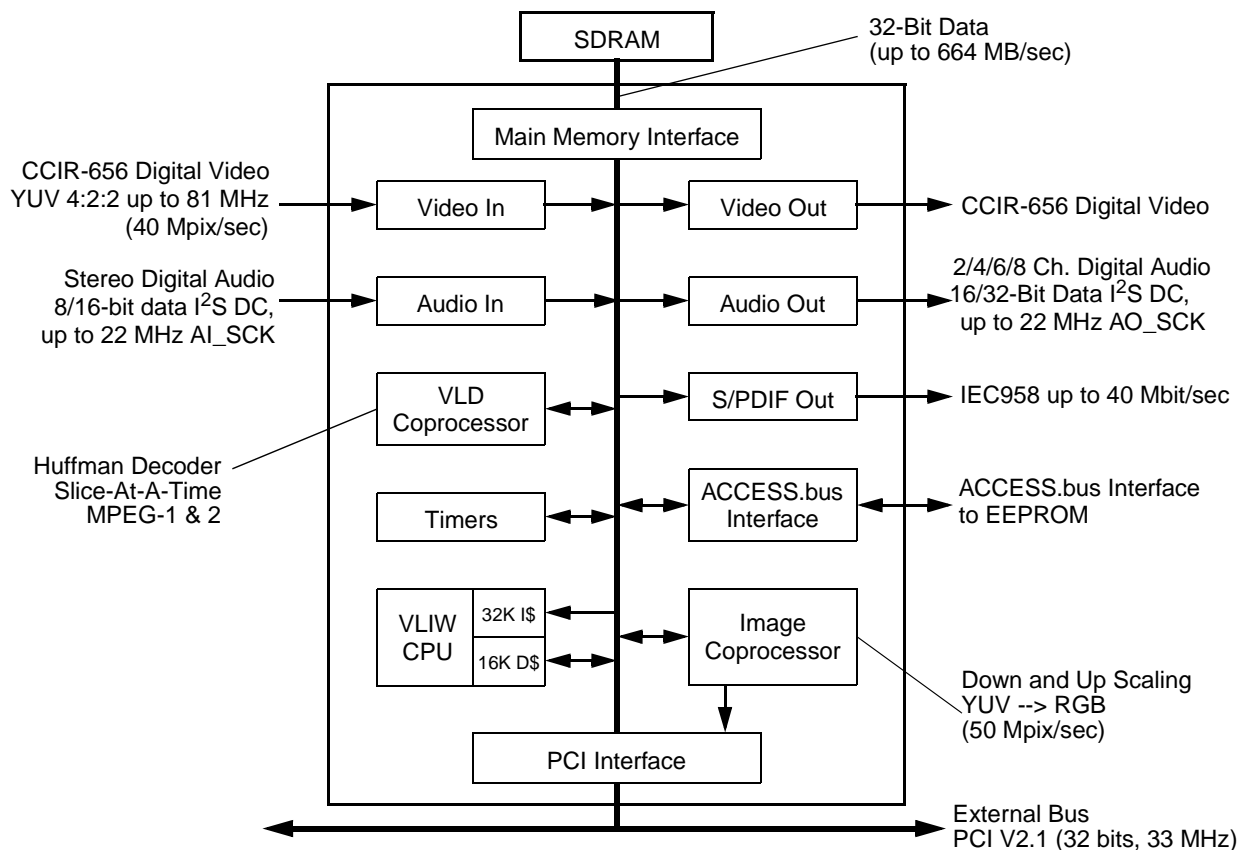 SDRAM
32-Bit Data
(up to 664 MB/sec)
Main Memory Interface
CCIR-656 Digital Video
YUV 4:2:2 up to 81 MHz
(40 Mpix/sec)
Video In
Video Out
CCIR-656 Digital Video
Stereo Digital Audio
8/16-bit data I²S DC,
up to 22 MHz AI_SCK
Audio In
Audio Out
2/4/6/8 Ch. Digital Audio
16/32-Bit Data I²S DC,
up to 22 MHz AO_SCK
VLD
Coprocessor
S/PDIF Out
IEC958 up to 40 Mbit/sec
Huffman Decoder
Slice-At-A-Time
MPEG-1 & 2
Timers
ACCESS.bus
Interface
ACCESS.bus Interface
to EEPROM
VLIW
CPU
32K I$
16K D$
Image
Coprocessor
Down and Up Scaling
YUV --> RGB
(50 Mpix/sec)
PCI Interface
External Bus
PCI V2.1 (32 bits, 33 MHz)